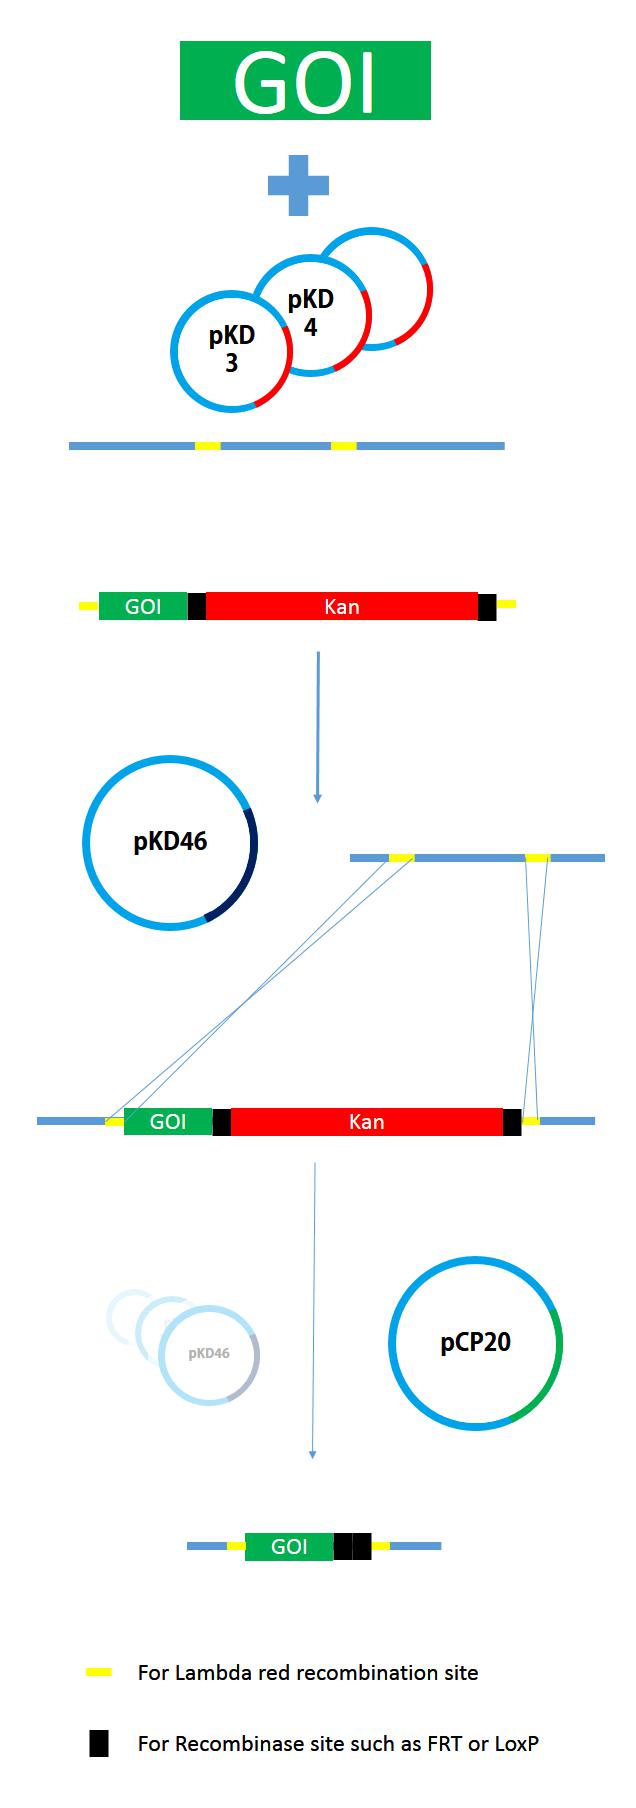 GOI
pKD
4
pKD
3
GOI
Kan
pKD46
GOI
Kan
pKD46
pCP20
GOI
For Lambda red recombination site
For Recombinase site such as FRT or LoxP